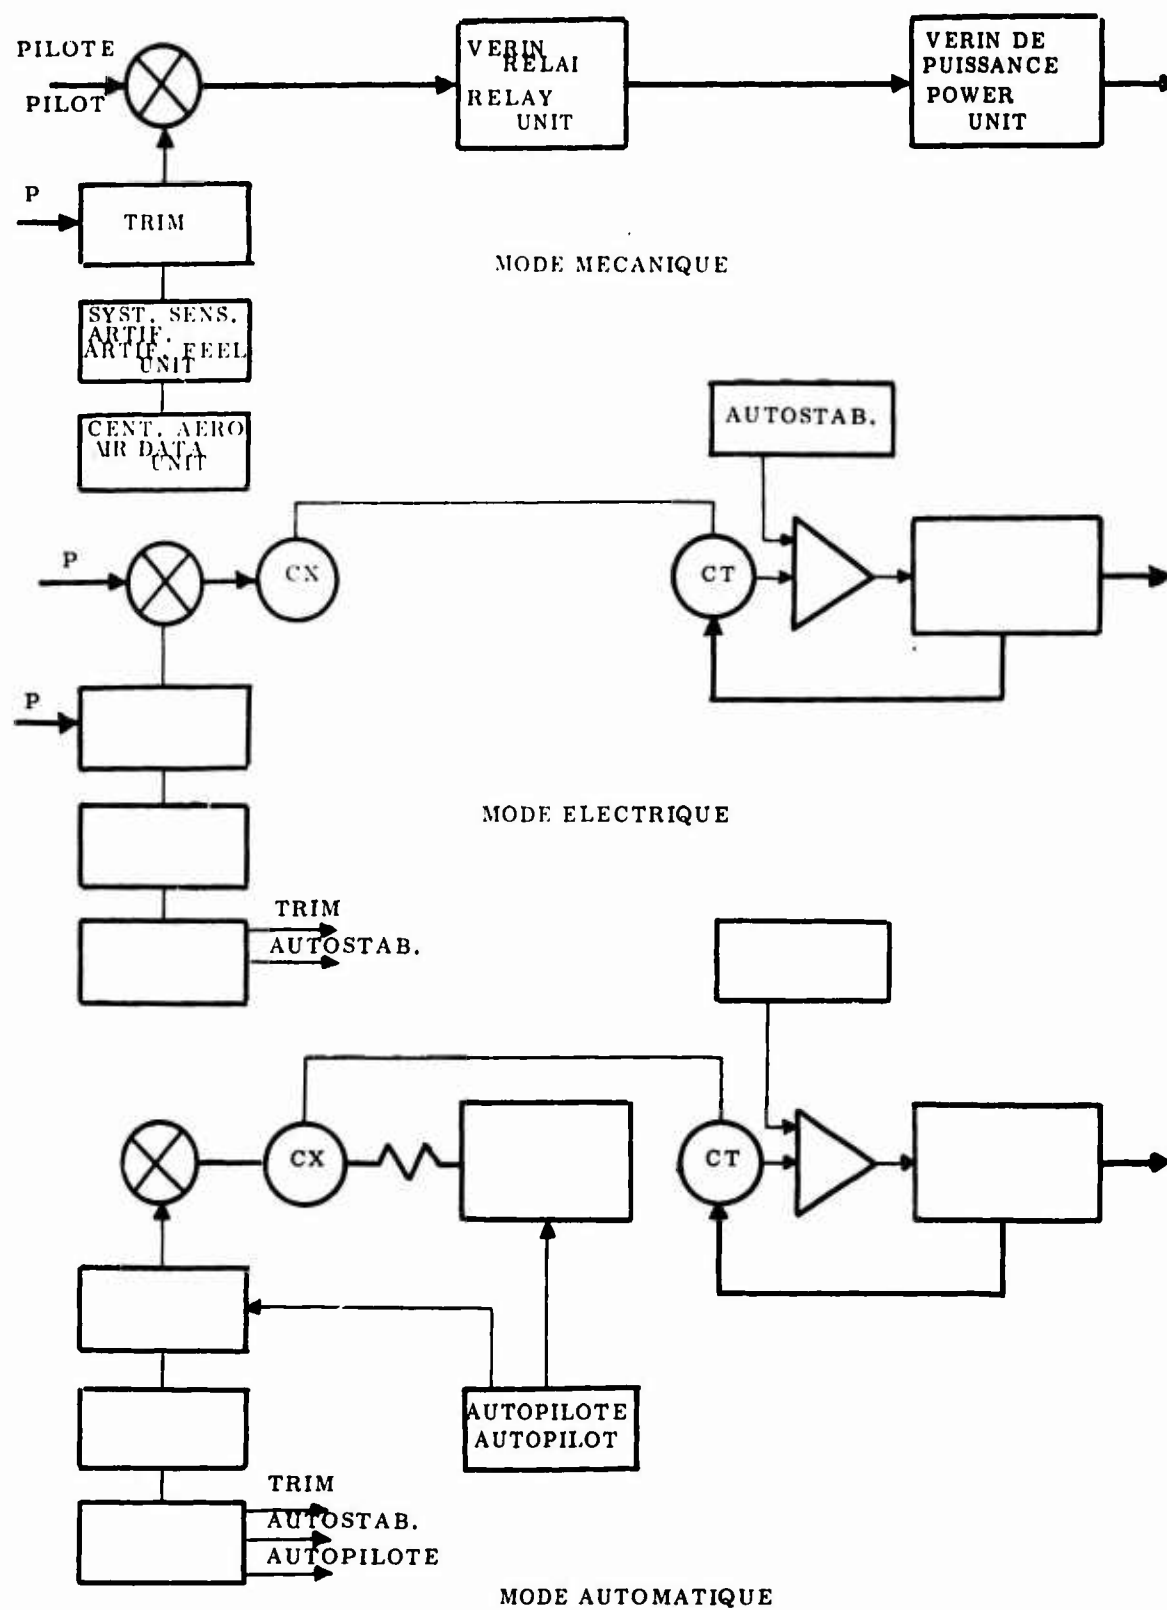 PILOTE
PILOT
VERIN
RELAI
RELAY
UNIT
VERIN DE
PUISSANCE
POWER
UNIT
P
TRIM
MODE MECANIQUE
SYST. SENS.
ARTIF.
ARTIF. FEEL
UNIT
CENT. AERO
AIR DATA
UNIT
AUTOSTAB.
P
CX
CT
P
MODE ELECTRIQUE
TRIM
AUTOSTAB.
CX
CT
AUTOPILOTE
AUTOPILOT
TRIM
AUTOSTAB.
AUTOPILOTE
MODE AUTOMATIQUE